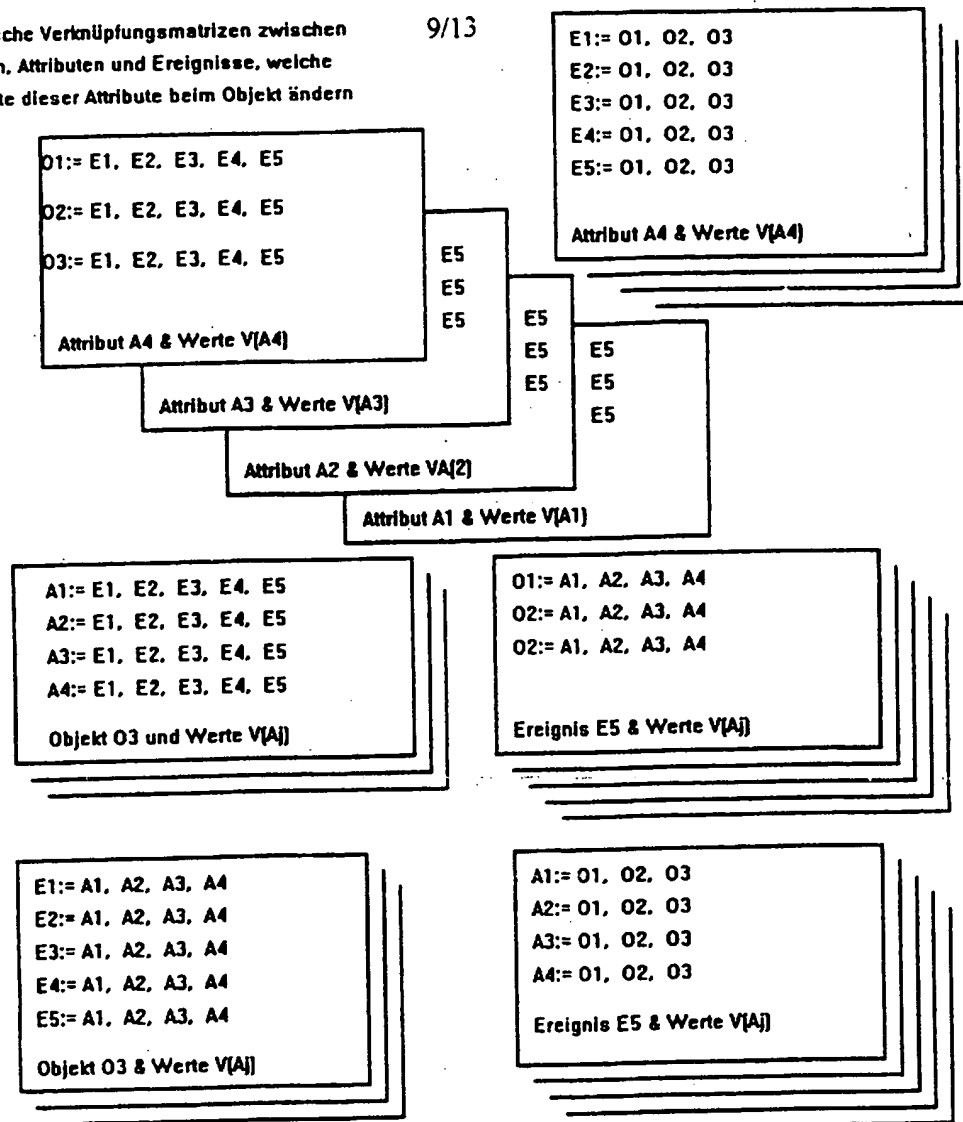 che Verknüpfungsmatrizen zwischen
9/13
n, Attributen und Ereignisse, welche
te dieser Attribute beim Objekt ändern
E1:= O1, O2, O3
E2:= O1, O2, O3
E3:= O1, O2, O3
E4:= O1, O2, O3
E5:= O1, O2, O3
Attribut A4 & Werte V(A4)
O1:= E1, E2, E3, E4, E5
O2:= E1, E2, E3, E4, E5
O3:= E1, E2, E3, E4, E5
Attribut A4 & Werte V(A4)
E5
E5
E5
Attribut A3 & Werte V(A3)
E5
E5
E5
Attribut A2 & Werte VA(2)
E5
E5
E5
Attribut A1 & Werte V(A1)
A1:= E1, E2, E3, E4, E5
A2:= E1, E2, E3, E4, E5
A3:= E1, E2, E3, E4, E5
A4:= E1, E2, E3, E4, E5
Objekt O3 und Werte V(Aj)
O1:= A1, A2, A3, A4
O2:= A1, A2, A3, A4
O2:= A1, A2, A3, A4
Ereignis E5 & Werte V(Aj)
E1:= A1, A2, A3, A4
E2:= A1, A2, A3, A4
E3:= A1, A2, A3, A4
E4:= A1, A2, A3, A4
E5:= A1, A2, A3, A4
Objekt O3 & Werte V(Aj)
A1:= O1, O2, O3
A2:= O1, O2, O3
A3:= O1, O2, O3
A4:= O1, O2, O3
Ereignis E5 & Werte V(Aj)